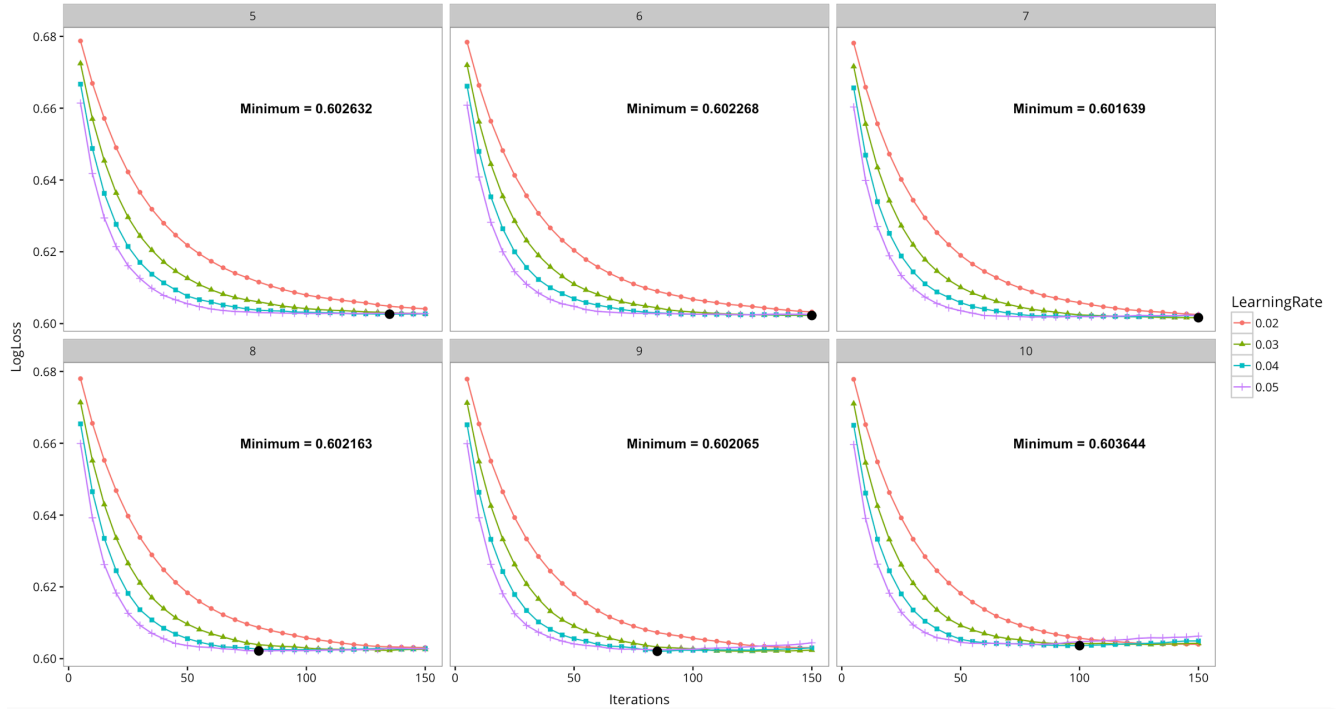 5 6 7
0.68
0.66
0.64
0.62
0.60
Minimum = 0.602632
Minimum = 0.602268
Minimum = 0.601639
8 9 10
0.68
0.66
0.64
0.62
0.60
Minimum = 0.602163
Minimum = 0.602065
Minimum = 0.603644
0 50 100 150 0 50 100 150 0 50 100 150
LogLoss
Iterations
LearningRate
0.02
0.03
0.04
0.05